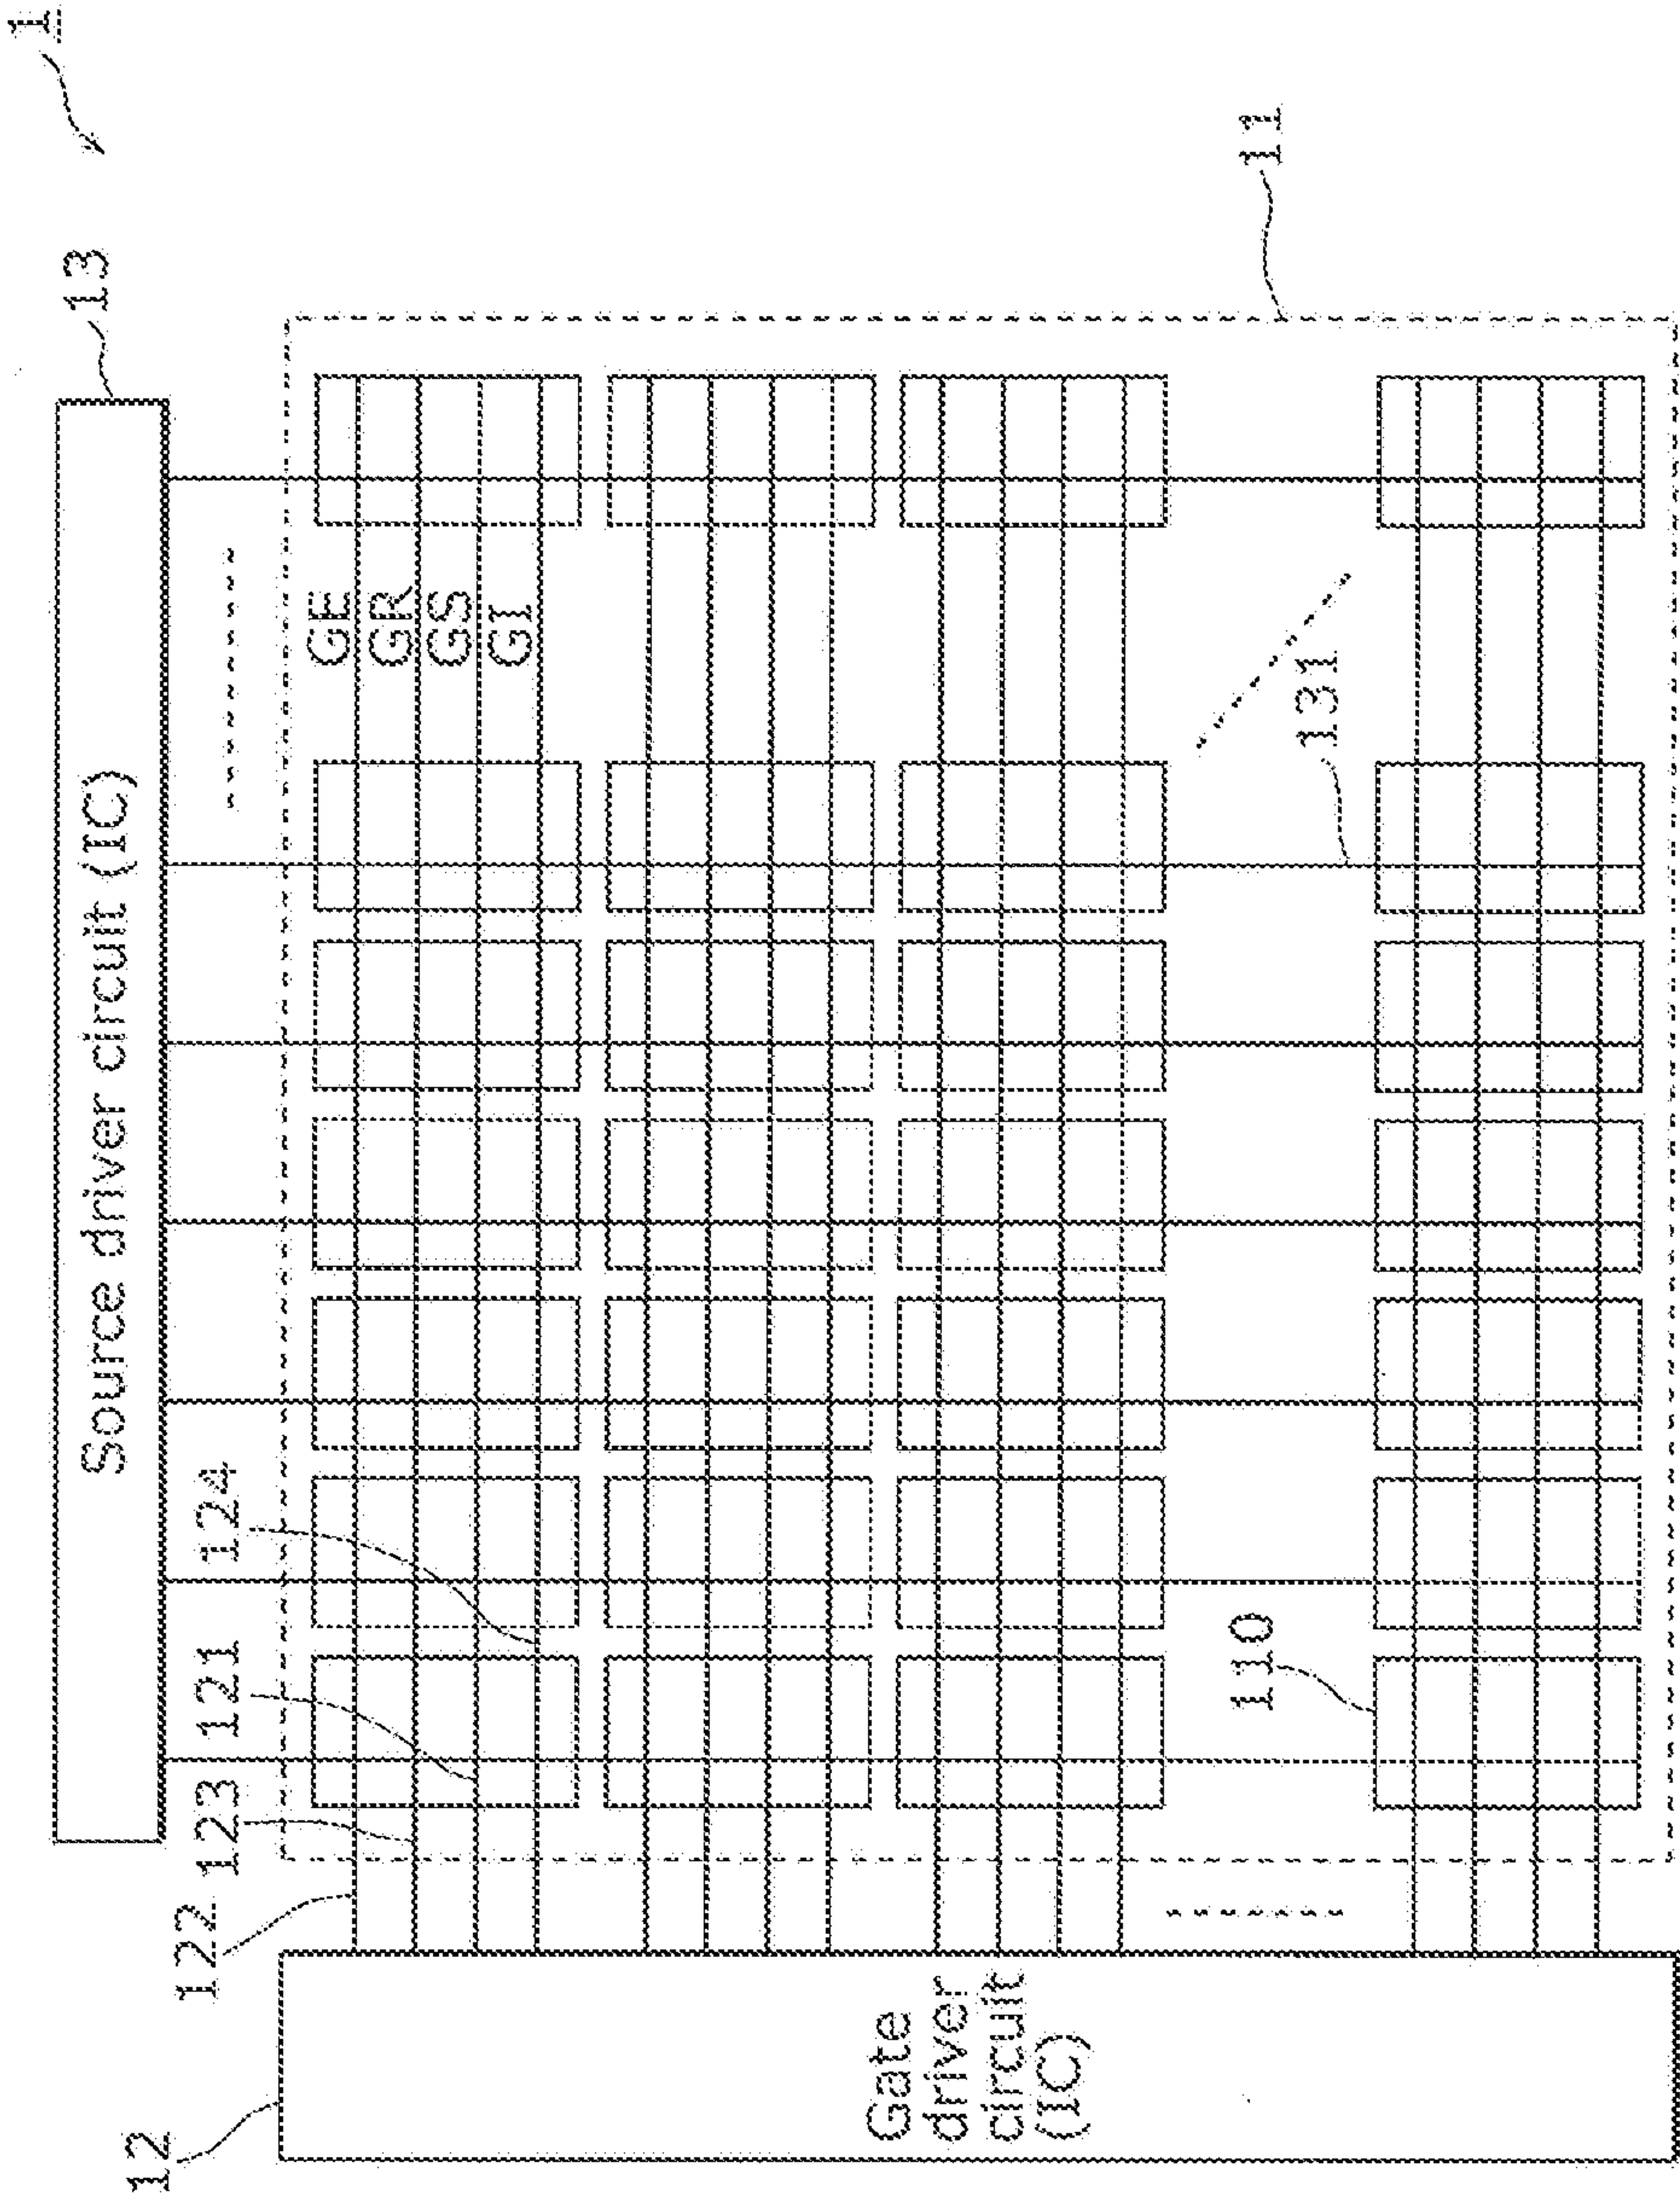 1
13
Source driver circuit (IC)
124
121
123
122
12
GE
GR
GS
GI
11
131
110
Gate
driver
circuit
(IC)